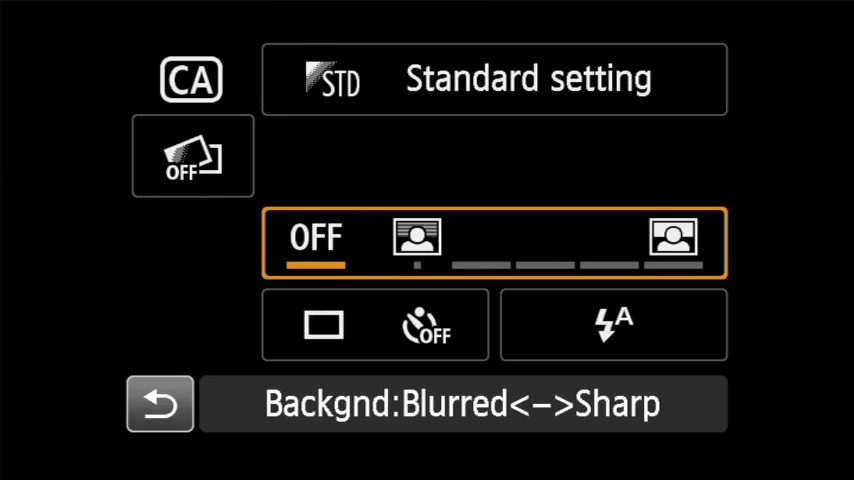 CA
STD Standard setting
OFF
OFF
OFF
A
Backgnd:Blurred<–>Sharp